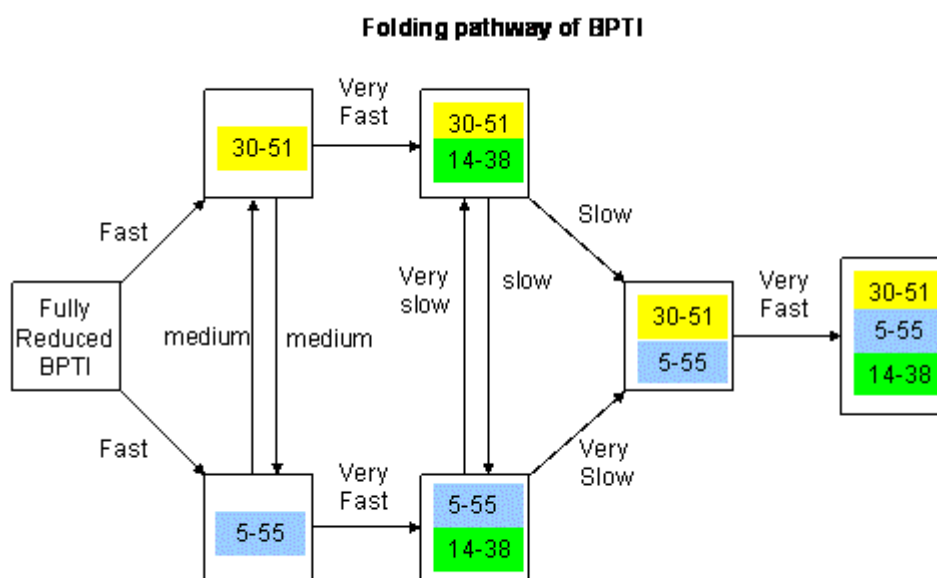 Folding pathway of BPTI
Very
Fast
30-51
30-51
14-38
Fast
Slow
Fully
Reduced
BPTI
medium
medium
Very
slow
slow
30-51
5-55
Very
Fast
30-51
5-55
14-38
Fast
5-55
Very
Fast
5-55
14-38
Very
Slow